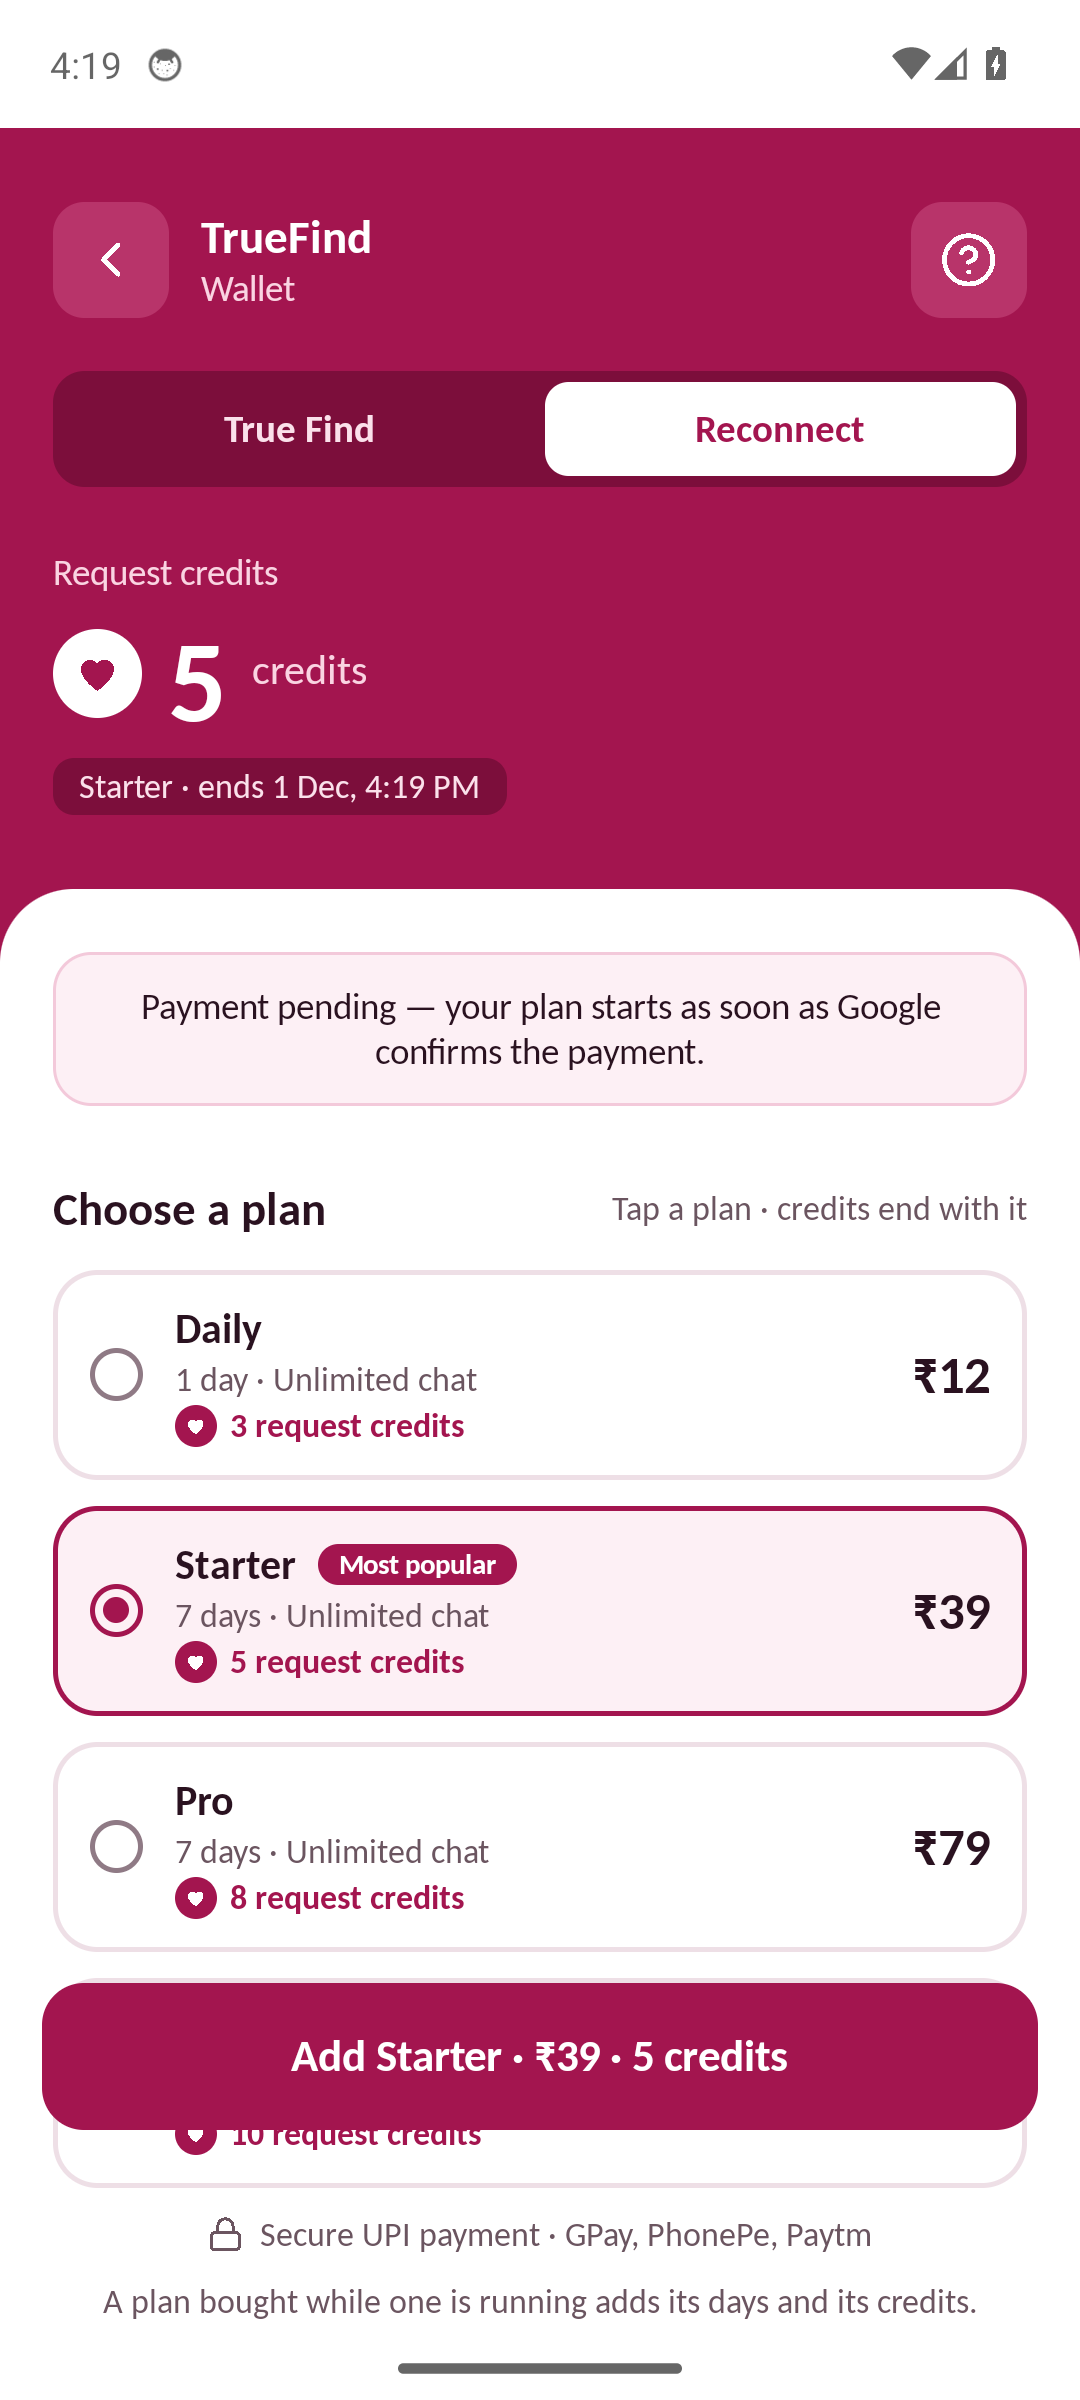 4:19
TrueFind
Wallet
True Find
Reconnect
Request credits
5 credits
Starter · ends 1 Dec, 4:19 PM
Payment pending — your plan starts as soon as Google
confirms the payment.
Choose a plan
Tap a plan · credits end with it
Daily
1 day · Unlimited chat
3 request credits
₹12
Starter
Most popular
7 days · Unlimited chat
5 request credits
₹39
Pro
7 days · Unlimited chat
8 request credits
₹79
Add Starter · ₹39 · 5 credits
10 request credits
Secure UPI payment · GPay, PhonePe, Paytm
A plan bought while one is running adds its days and its credits.